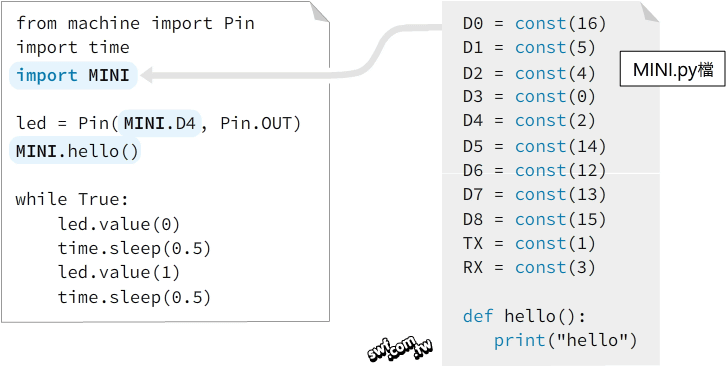 from machine import Pin
import time
import MINI
led = Pin(MINI.D4, Pin.OUT)
MINI.hello()
while True:
    led.value(0)
    time.sleep(0.5)
    led.value(1)
    time.sleep(0.5)
D0 = const(16)
D1 = const(5)
D2 = const(4)
D3 = const(0)
D4 = const(2)
D5 = const(14)
D6 = const(12)
D7 = const(13)
D8 = const(15)
TX = const(1)
RX = const(3)
def hello():
    print("hello")
MINI.py檔
swf.com.tw